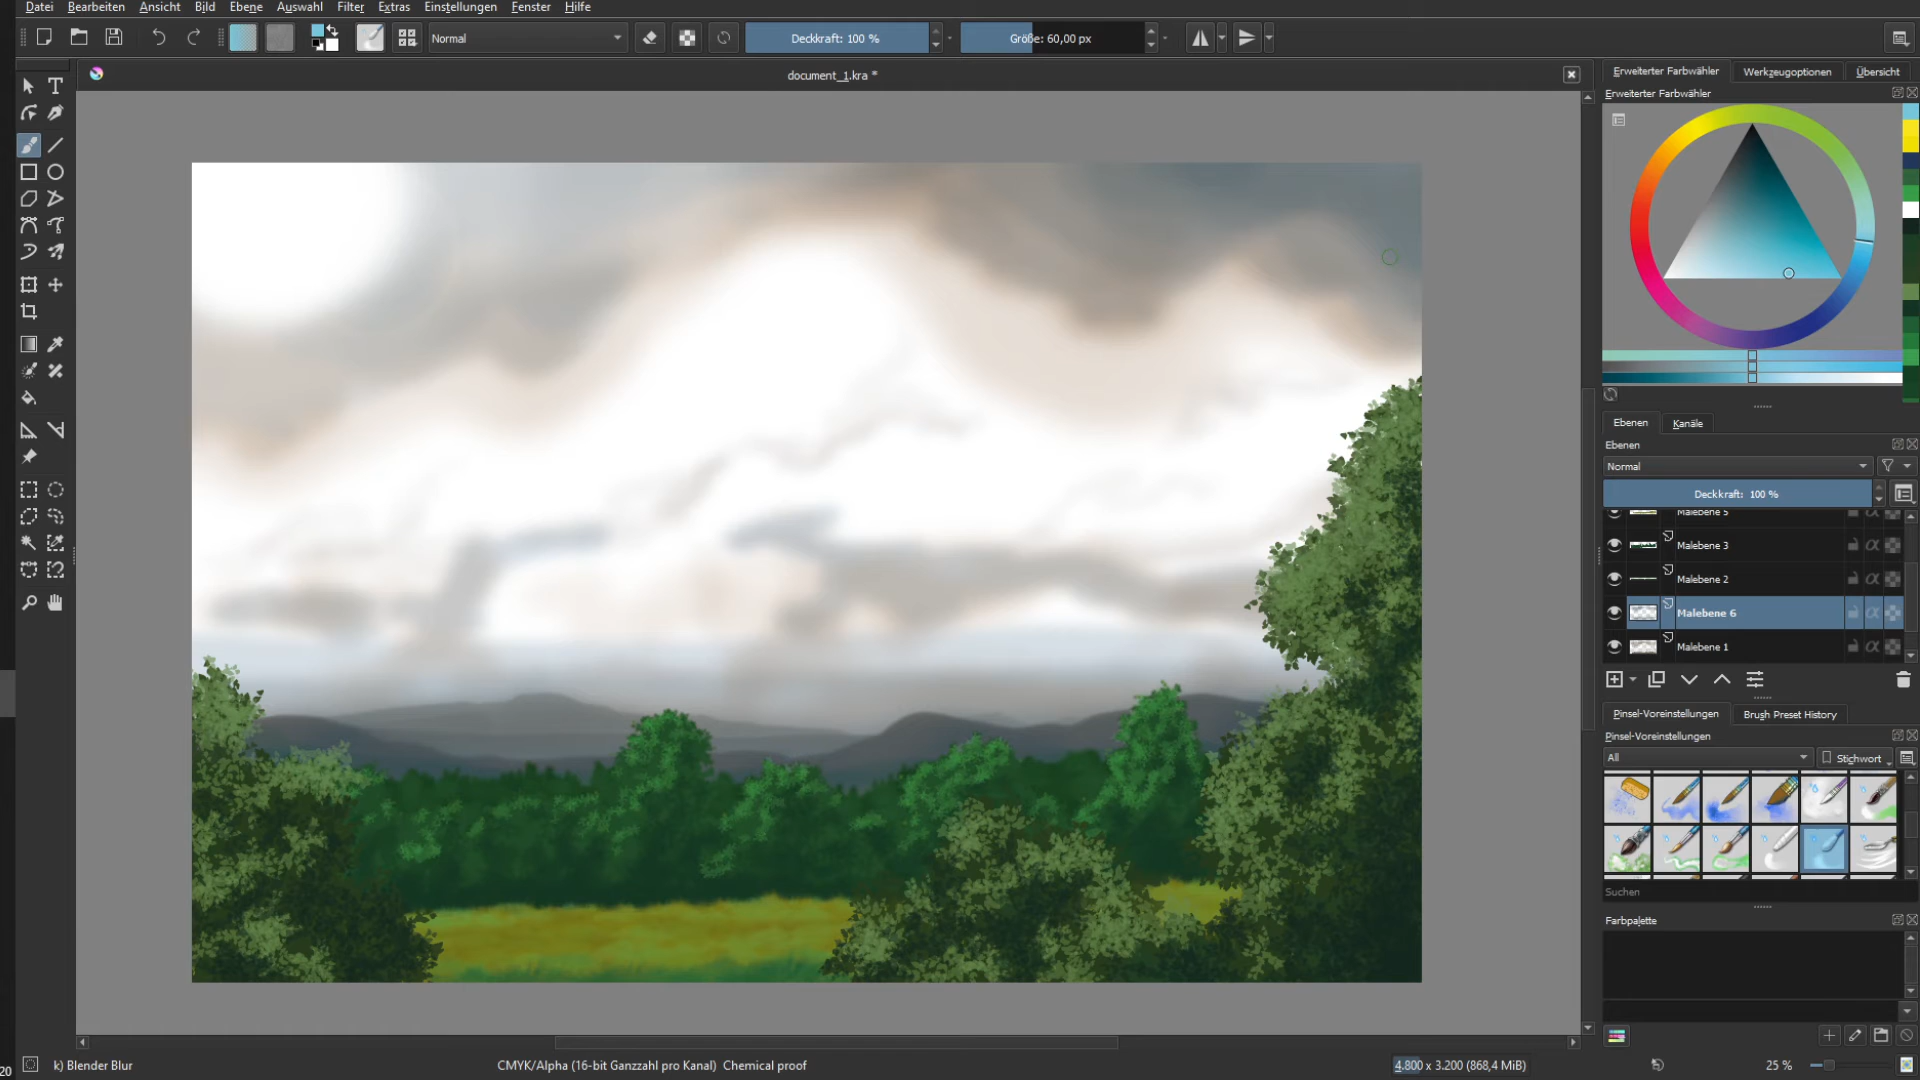 Datei Bearbeiten Ansicht Bild Ebene Auswahl Filter Extras Einstellungen Fenster Hilfe
Normal
Deckkraft: 100 %
Größe: 60,00 px
document_1.kra *
Erweiterter Farbwähler Werkzeugoptionen Übersicht
Erweiterter Farbwähler
Ebenen Kanäle
Ebenen
Normal
Deckkraft: 100 %
Malebene 5
Malebene 3
Malebene 2
Malebene 6
Malebene 1
Pinsel-Voreinstellungen Brush Preset History
Pinsel-Voreinstellungen
All
Stichwort
Suchen
Farbpalette
20
k) Blender Blur
CMYK/Alpha (16-bit Ganzzahl pro Kanal) Chemical proof
4.800 x 3.200 (868,4 MiB)
25 %